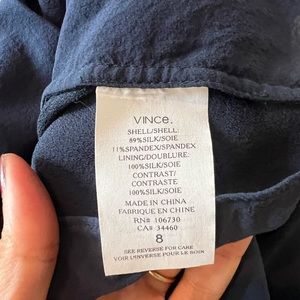 VINCE.
SHELL/SHELL:
89%SILK/SOIE
11%SPANDEX/SPANDEX
LINING/DOUBLURE:
100%SILK/SOIE
CONTRAST/
CONTRASTE
100%SILK/SOIE
MADE IN CHINA
FABRIQUE EN CHINE
RN# 106730
CA# 34460
8
SEE REVERSE FOR CARE
VOIR L'INVERSE POUR LE SOIN